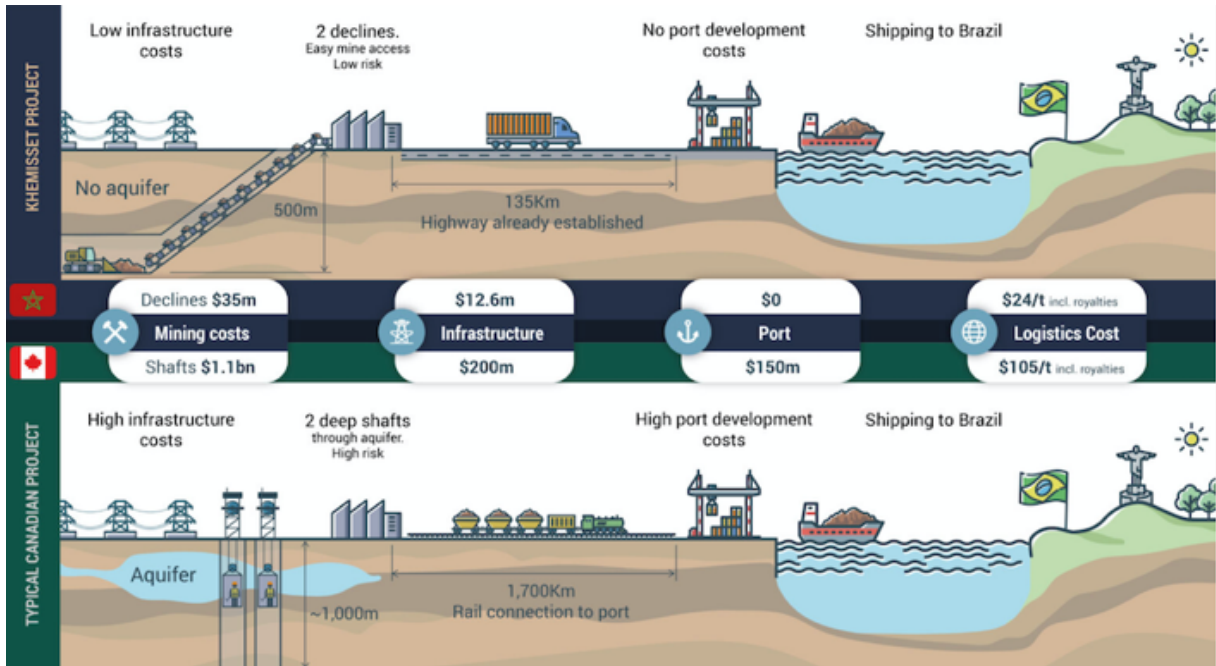 KHEMISSET PROJECT
Low infrastructure
costs
2 declines.
Easy mine access
Low risk
No port development
costs
Shipping to Brazil
No aquifer
500m
135Km
Highway already established
Declines $35m
Mining costs
Shafts $1.1bn
$12.6m
Infrastructure
$200m
$0
Port
$150m
$24/t incl. royalties
Logistics Cost
$105/t incl. royalties
TYPICAL CANADIAN PROJECT
High infrastructure
costs
2 deep shafts
through aquifer.
High risk
High port development
costs
Shipping to Brazil
Aquifer
~1,000m
1,700Km
Rail connection to port